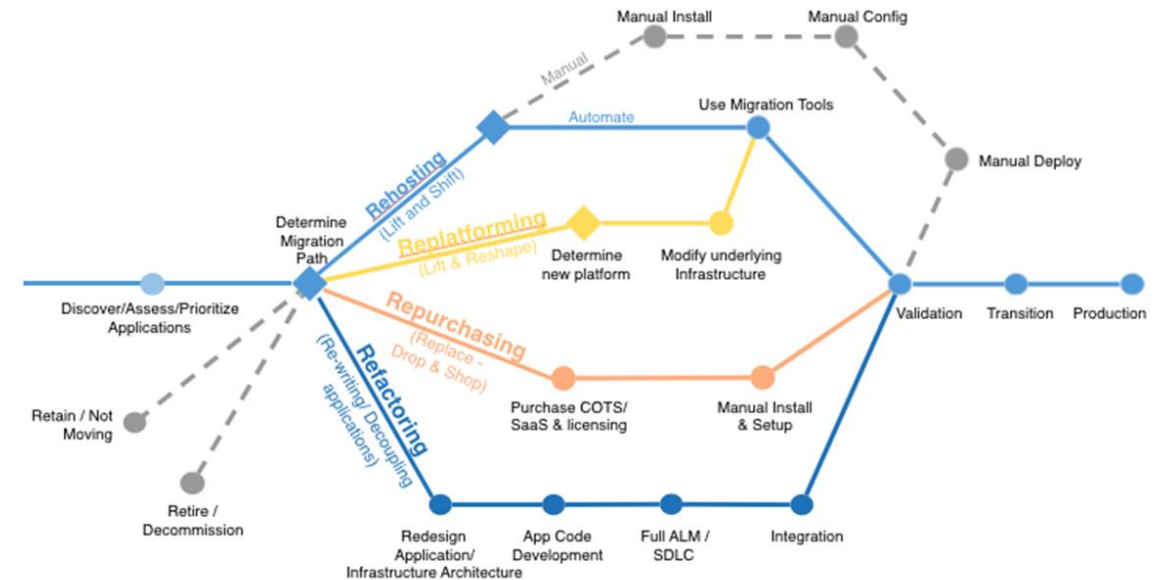 Manual Install
Manual Config
Manual
Use Migration Tools
Automate
Manual Deploy
Rehosting
(Lift and Shift)
Determine
Migration
Path
Replatforming
(Lift & Reshape)
Determine
new platform
Modify underlying
Infrastructure
Discover/Assess/Prioritize
Applications
Validation
Transition
Production
Repurchasing
(Replace -
Drop & Shop)
Purchase COTS/
SaaS & licensing
Manual Install
& Setup
Refactoring
(Re-writing/ Decoupling
applications)
Retain / Not
Moving
Retire /
Decommission
Redesign
Application/
Infrastructure Architecture
App Code
Development
Full ALM /
SDLC
Integration